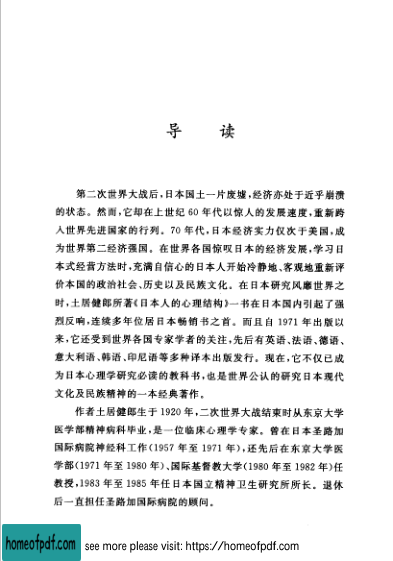 导 读
第二次世界大战后,日本国土一片废墟,经济亦处于近乎崩溃
的状态。然而,它却在上世纪 60 年代以惊人的发展速度,重新跨
入世界先进国家的行列。70 年代,日本经济实力仅次于美国,成
为世界第二经济强国。在世界各国惊叹日本的经济发展,学习日
本式经营方法时,充满自信心的日本人开始冷静地、客观地重新评
价本国的政治社会、历史以及民族文化。在日本研究风靡世界之
时,土居健郎所著《日本人的心理结构》一书在日本国内引起了强
烈反响,连续多年位居日本畅销书之首。而且自 1971 年出版以
来,它还受到世界各国专家学者的关注,先后有英语、法语、德语、
意大利语、韩语、印尼语等多种译本出版发行。现在,它不仅已成
为日本心理学研究必读的教科书,也是世界公认的研究日本现代
文化及民族精神的一本经典著作。
作者土居健郎生于 1920 年,二次世界大战结束时从东京大学
医学部精神病科毕业,是一位临床心理学专家。曾在日本圣路加
国际病院神经科工作(1957 年至 1971 年),还先后在东京大学医
学部(1971 年至 1980 年)、国际基督教大学(1980 年至 1982 年)任
教授,1983 年至 1985 年任日本国立精神卫生研究所所长。退休
后一直担任圣路加国际病院的顾问。
homeofpdf.com see more please visit: https://homeofpdf.com